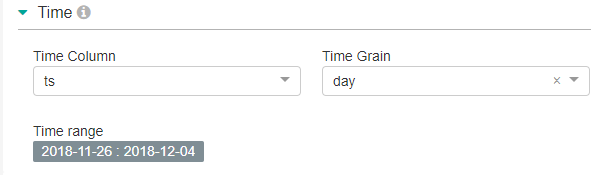 Time
Time Column
Time Grain
ts
day
Time range
2018-11-26 : 2018-12-04